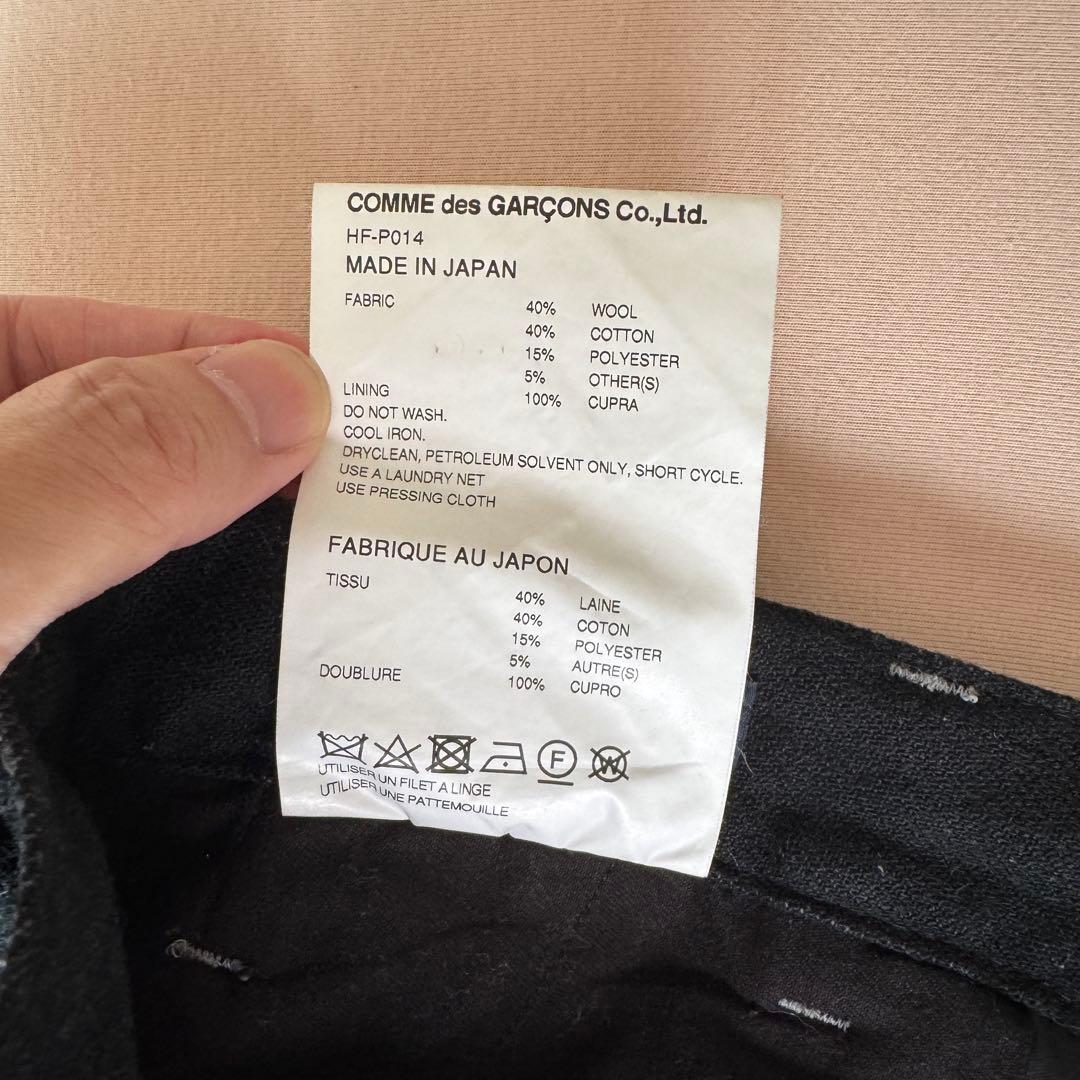 COMME des GARÇONS Co.,Ltd.
HF-P014
MADE IN JAPAN
FABRIC 40% WOOL
40% COTTON
15% POLYESTER
5% OTHER(S)
LINING 100% CUPRA
DO NOT WASH.
COOL IRON.
DRYCLEAN, PETROLEUM SOLVENT ONLY, SHORT CYCLE.
USE A LAUNDRY NET
USE PRESSING CLOTH
FABRIQUE AU JAPON
TISSU 40% LAINE
40% COTON
15% POLYESTER
5% AUTRE(S)
DOUBLURE 100% CUPRO
F W
UTILISER UN FILET A LINGE
UTILISER UNE PATTEMOUILLE